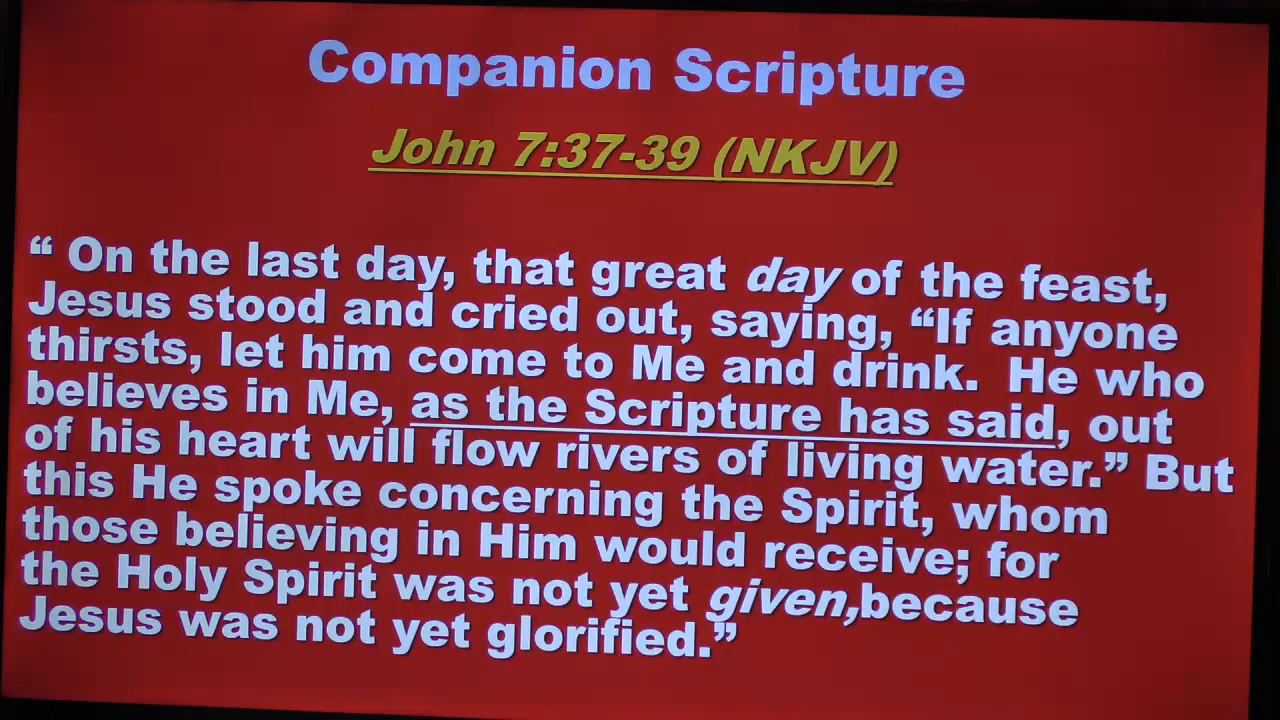 Companion Scripture
John 7:37-39 (NKJV)
“ On the last day, that great day of the feast,
Jesus stood and cried out, saying, “If anyone
thirsts, let him come to Me and drink.  He who
believes in Me, as the Scripture has said, out
of his heart will flow rivers of living water.” But
this He spoke concerning the Spirit, whom
those believing in Him would receive; for
the Holy Spirit was not yet given,because
Jesus was not yet glorified.”